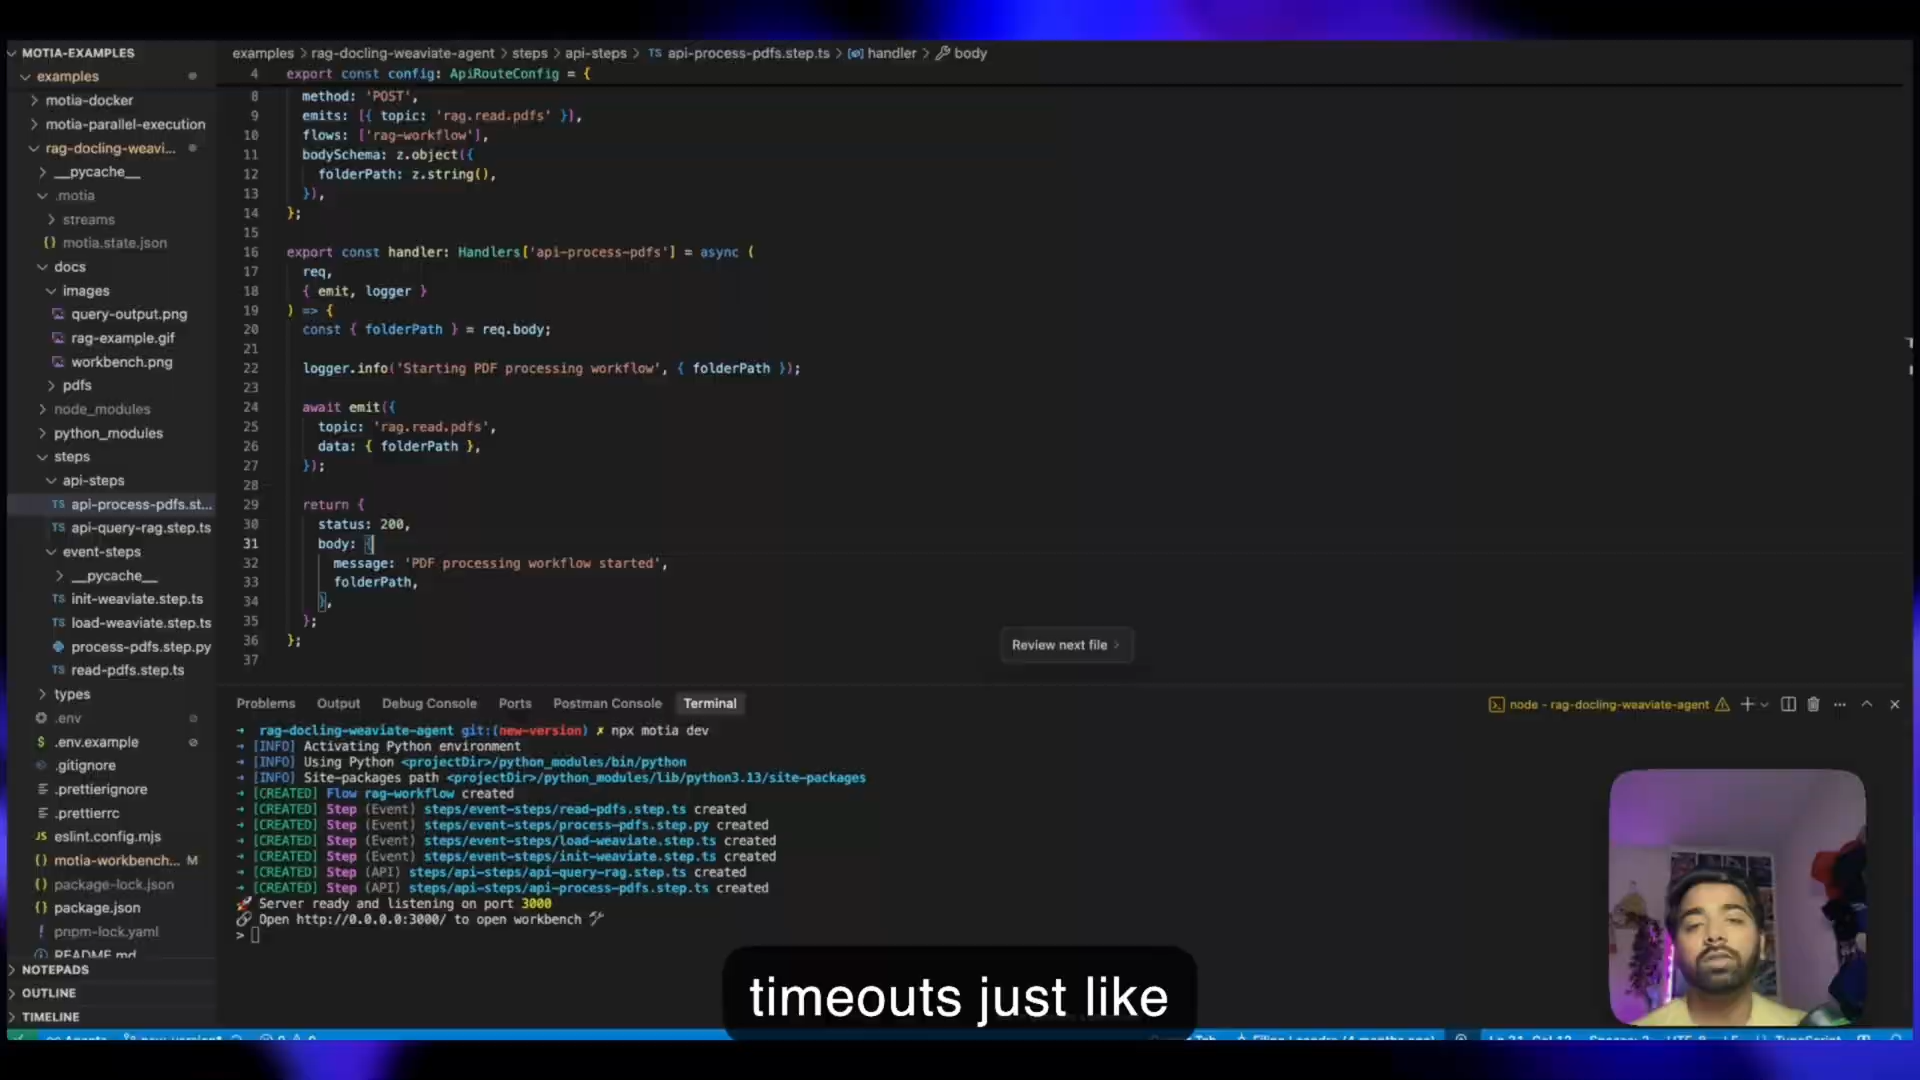 MOTIA-EXAMPLES
examples
motia-docker
motia-parallel-execution
rag-docling-weavi...
__pycache__
.motia
streams
{} motia.state.json
docs
images
query-output.png
rag-example.gif
workbench.png
pdfs
node_modules
python_modules
steps
api-steps
TS api-process-pdfs.st...
TS api-query-rag.step.ts
event-steps
__pycache__
TS init-weaviate.step.ts
TS load-weaviate.step.ts
process-pdfs.step.py
TS read-pdfs.step.ts
types
.env
$ .env.example
.gitignore
.prettierignore
.prettierrc
JS eslint.config.mjs
{} motia-workbench... M
{} package-lock.json
{} package.json
! pnpm-lock.yaml
README.md
NOTEPADS
OUTLINE
TIMELINE
examples > rag-docling-weaviate-agent > steps > api-steps > TS api-process-pdfs.step.ts > handler > body
4 export const config: ApiRouteConfig = {
8 method: 'POST',
9 emits: [{ topic: 'rag.read.pdfs' }],
10 flows: ['rag-workflow'],
11 bodySchema: z.object({
12 folderPath: z.string(),
13 }),
14 };
15
16 export const handler: Handlers['api-process-pdfs'] = async (
17 req,
18 { emit, logger }
19 ) => {
20 const { folderPath } = req.body;
21
22 logger.info('Starting PDF processing workflow', { folderPath });
23
24 await emit({
25 topic: 'rag.read.pdfs',
26 data: { folderPath },
27 });
28
29 return {
30 status: 200,
31 body: {
32 message: 'PDF processing workflow started',
33 folderPath,
34 },
35 };
36 };
37
Review next file >
Problems Output Debug Console Ports Postman Console Terminal
node - rag-docling-weaviate-agent
→ rag-docling-weaviate-agent git:(new-version) ✗ npx motia dev
→ [INFO] Activating Python environment
→ [INFO] Using Python <projectDir>/python_modules/bin/python
→ [INFO] Site-packages path <projectDir>/python_modules/lib/python3.13/site-packages
→ [CREATED] Flow rag-workflow created
→ [CREATED] Step (Event) steps/event-steps/read-pdfs.step.ts created
→ [CREATED] Step (Event) steps/event-steps/process-pdfs.step.py created
→ [CREATED] Step (Event) steps/event-steps/load-weaviate.step.ts created
→ [CREATED] Step (Event) steps/event-steps/init-weaviate.step.ts created
→ [CREATED] Step (API) steps/api-steps/api-query-rag.step.ts created
→ [CREATED] Step (API) steps/api-steps/api-process-pdfs.step.ts created
🚀 Server ready and listening on port 3000
🔗 Open http://0.0.0.0:3000/ to open workbench 🛠️
>
timeouts just like